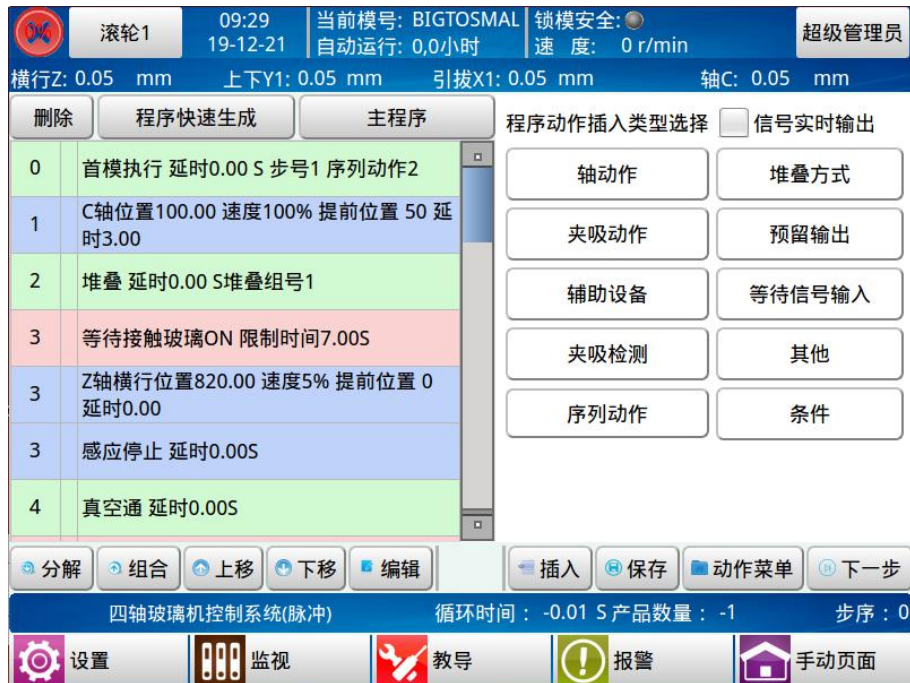 滚轮1
09:29
19-12-21
当前模号: BIGTOSMAL
自动运行: 0,0小时
锁模安全:
速 度: 0 r/min
超级管理员
横行Z: 0.05 mm 上下Y1: 0.05 mm 引拔X1: 0.05 mm 轴C: 0.05 mm
删除 程序快速生成 主程序
程序动作插入类型选择 信号实时输出
0 首模执行 延时0.00 S 步号1 序列动作2
1 C轴位置100.00 速度100% 提前位置 50 延
时3.00
2 堆叠 延时0.00 S堆叠组号1
3 等待接触玻璃ON 限制时间7.00S
3 Z轴横行位置820.00 速度5% 提前位置 0
延时0.00
3 感应停止 延时0.00S
4 真空通 延时0.00S
轴动作 堆叠方式
夹吸动作 预留输出
辅助设备 等待信号输入
夹吸检测 其他
序列动作 条件
分解 组合 上移 下移 编辑 插入 保存 动作菜单 下一步
四轴玻璃机控制系统(脉冲) 循环时间： -0.01 S 产品数量： -1 步序： 0
设置 监视 教导 报警 手动页面